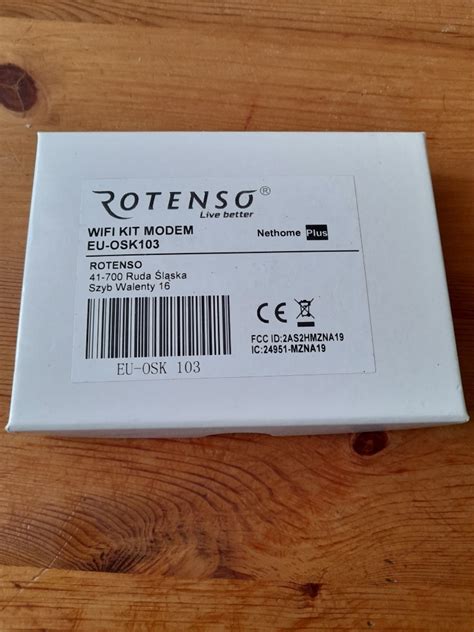 ROTENSO®
Live better
WIFI KIT MODEM
EU-OSK103
Nethome Plus
ROTENSO
41-700 Ruda Śląska
Szyb Walenty 16
CE
FCC ID:2AS2HMZNA19
IC:24951-MZNA19
EU-OSK 103